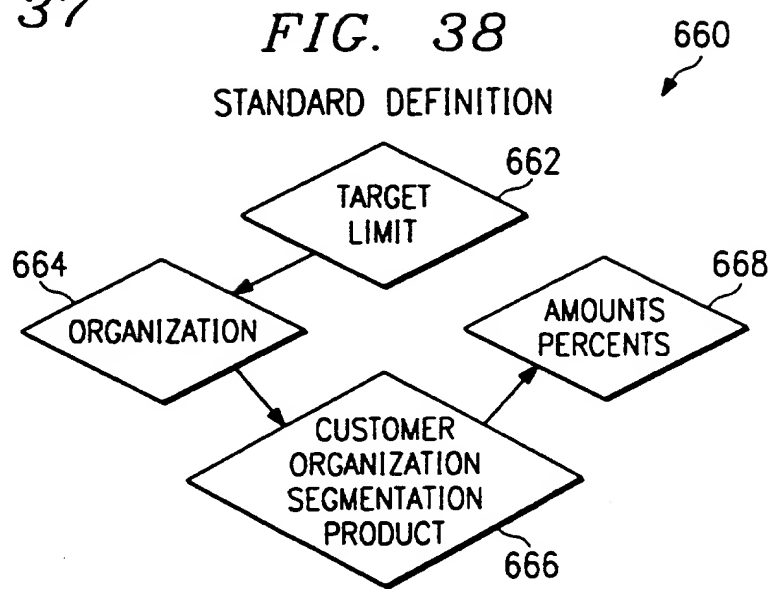 37
FIG. 38
660
STANDARD DEFINITION
662
TARGET
LIMIT
664
ORGANIZATION
668
AMOUNTS
PERCENTS
CUSTOMER
ORGANIZATION
SEGMENTATION
PRODUCT
666